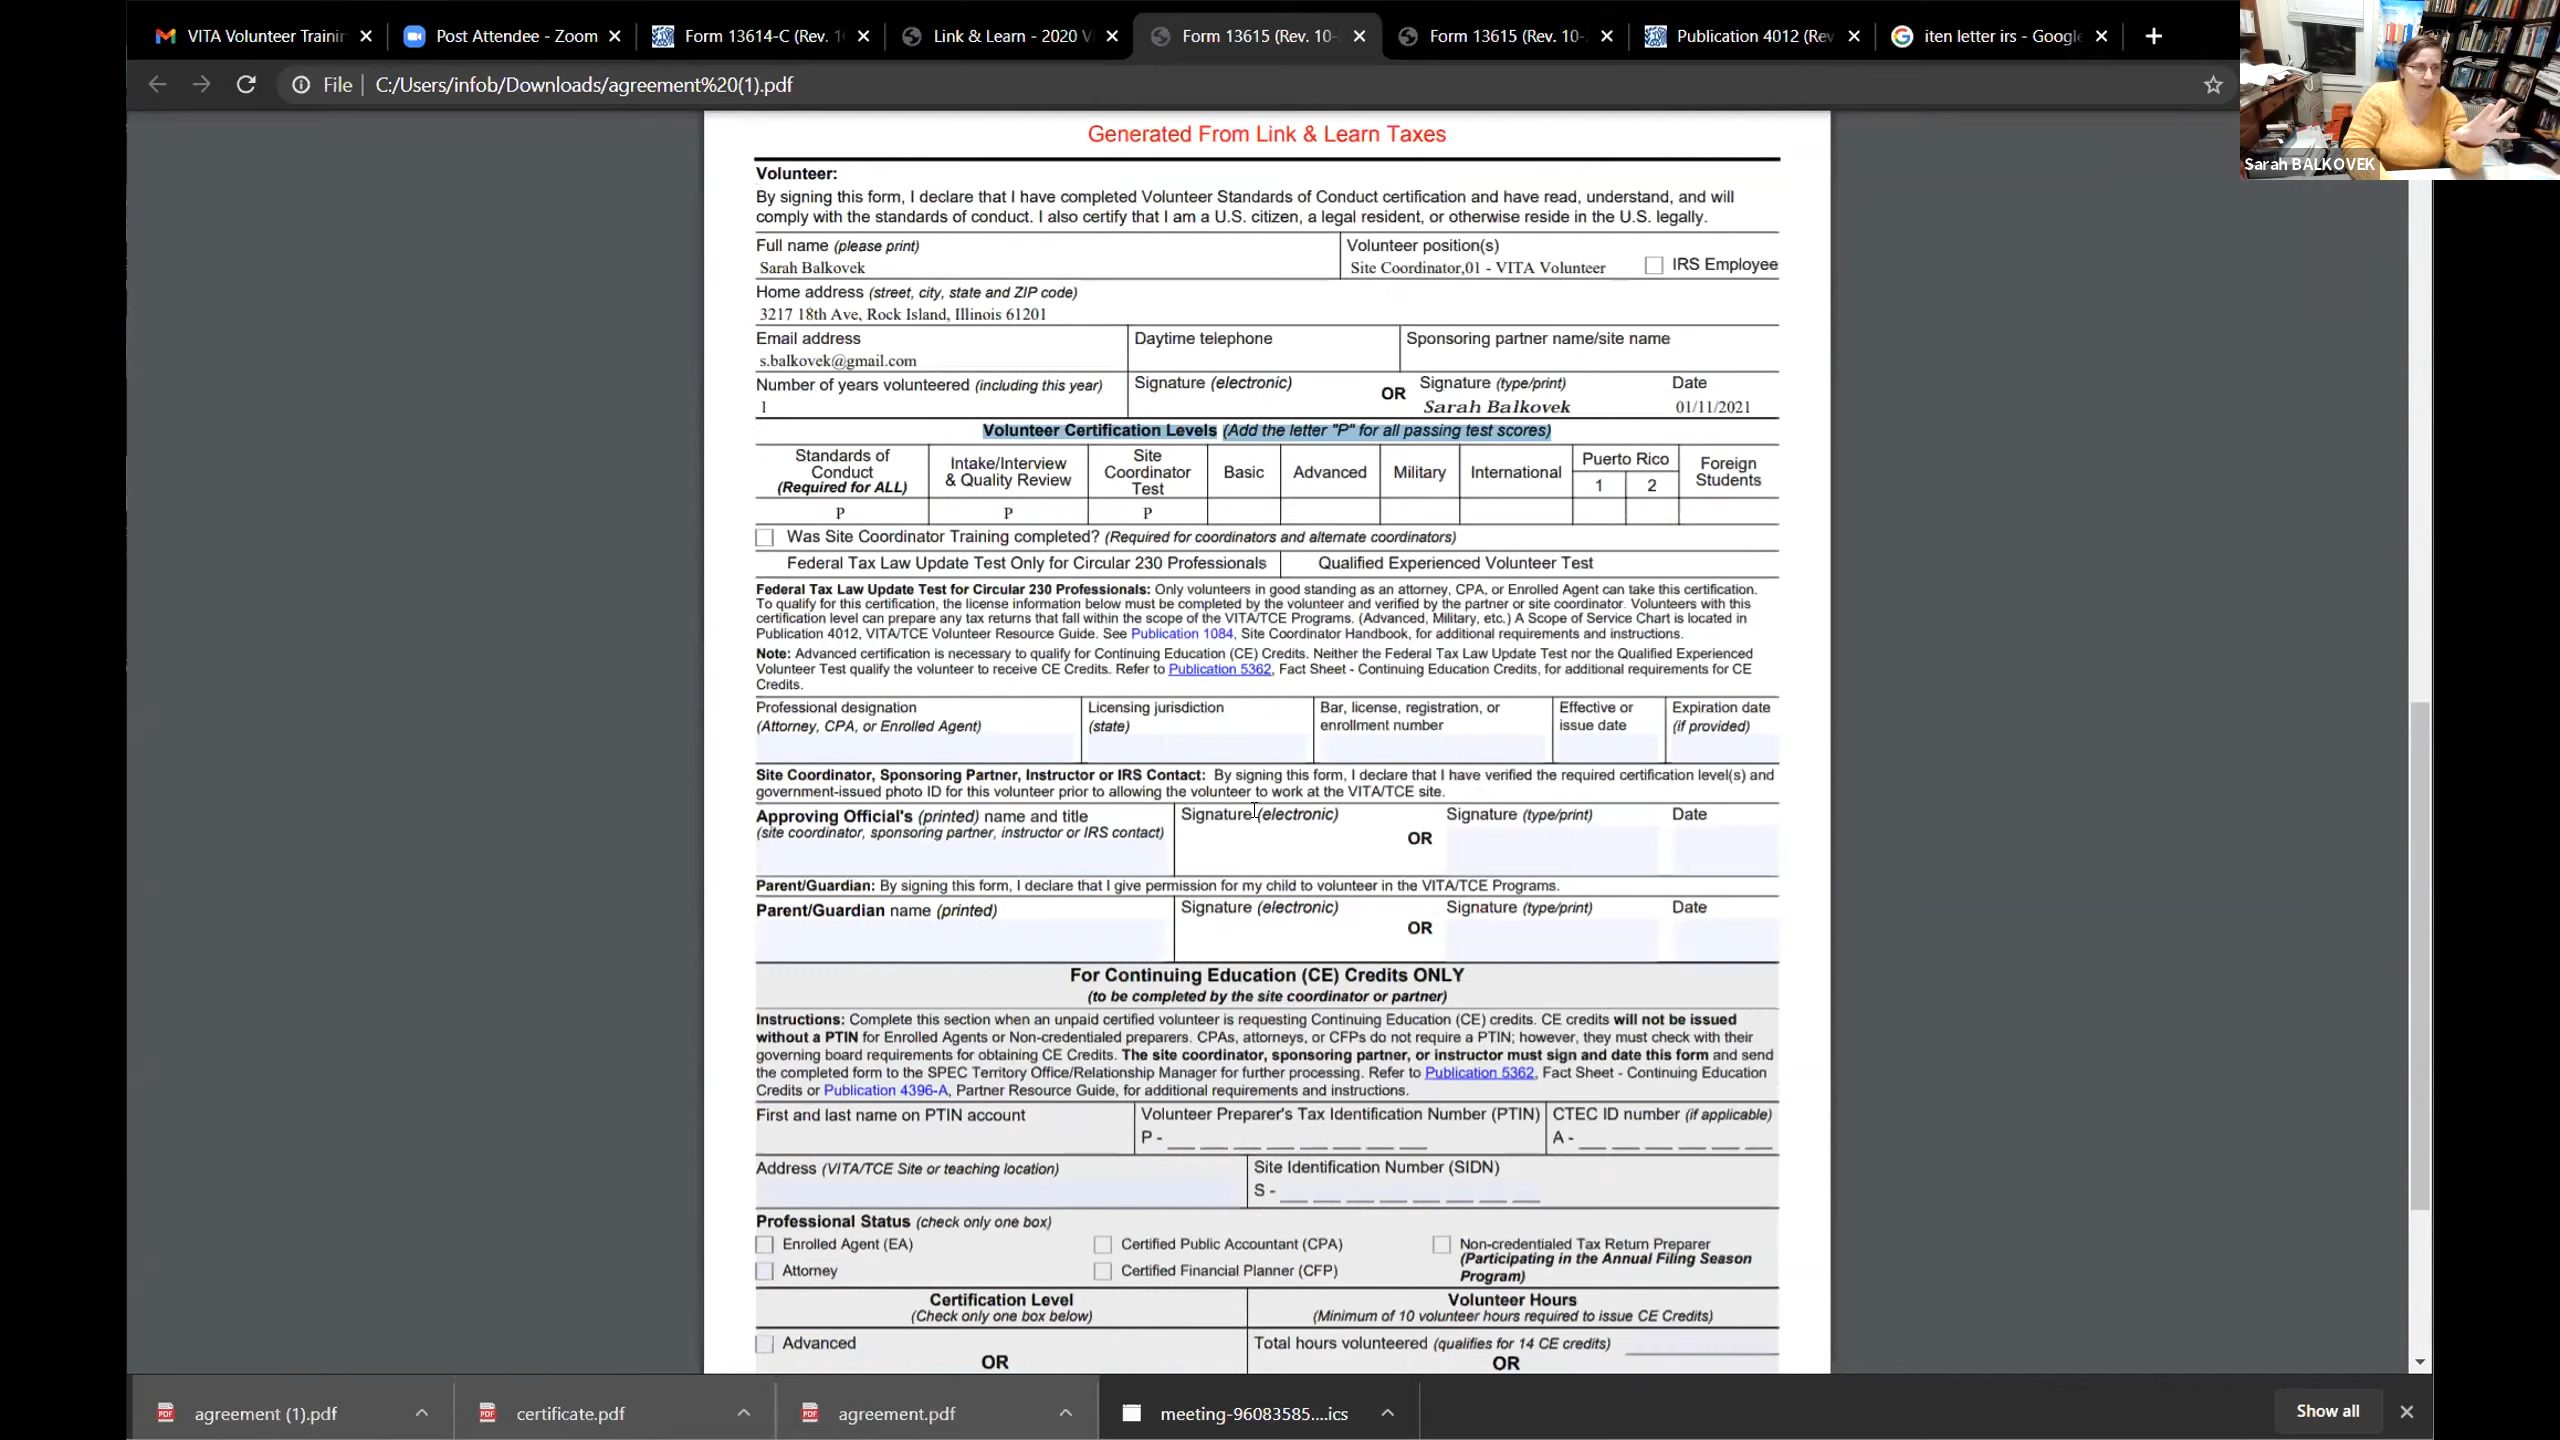 VITA Volunteer Trainin
Post Attendee - Zoom
Form 13614-C (Rev. 1
Link & Learn - 2020 V
Form 13615 (Rev. 10-
Form 13615 (Rev. 10-
Publication 4012 (Rev
iten letter irs - Google
File | C:/Users/infob/Downloads/agreement%20(1).pdf
Sarah BALKOVEK
Generated From Link & Learn Taxes
Volunteer:
By signing this form, I declare that I have completed Volunteer Standards of Conduct certification and have read, understand, and will
comply with the standards of conduct. I also certify that I am a U.S. citizen, a legal resident, or otherwise reside in the U.S. legally.
Full name (please print)
Sarah Balkovek
Volunteer position(s)
Site Coordinator,01 - VITA Volunteer
IRS Employee
Home address (street, city, state and ZIP code)
3217 18th Ave, Rock Island, Illinois 61201
Email address
s.balkovek@gmail.com
Daytime telephone
Sponsoring partner name/site name
Number of years volunteered (including this year)
1
Signature (electronic)
OR
Signature (type/print)
Sarah Balkovek
Date
01/11/2021
Volunteer Certification Levels (Add the letter "P" for all passing test scores)
Standards of
Conduct
(Required for ALL)
Intake/Interview
& Quality Review
Site
Coordinator
Test
Basic
Advanced
Military
International
Puerto Rico
1 2
Foreign
Students
P P P
Was Site Coordinator Training completed? (Required for coordinators and alternate coordinators)
Federal Tax Law Update Test Only for Circular 230 Professionals
Qualified Experienced Volunteer Test
Federal Tax Law Update Test for Circular 230 Professionals: Only volunteers in good standing as an attorney, CPA, or Enrolled Agent can take this certification.
To qualify for this certification, the license information below must be completed by the volunteer and verified by the partner or site coordinator. Volunteers with this
certification level can prepare any tax returns that fall within the scope of the VITA/TCE Programs. (Advanced, Military, etc.) A Scope of Service Chart is located in
Publication 4012, VITA/TCE Volunteer Resource Guide. See Publication 1084, Site Coordinator Handbook, for additional requirements and instructions.
Note: Advanced certification is necessary to qualify for Continuing Education (CE) Credits. Neither the Federal Tax Law Update Test nor the Qualified Experienced
Volunteer Test qualify the volunteer to receive CE Credits. Refer to Publication 5362, Fact Sheet - Continuing Education Credits, for additional requirements for CE
Credits.
Professional designation
(Attorney, CPA, or Enrolled Agent)
Licensing jurisdiction
(state)
Bar, license, registration, or
enrollment number
Effective or
issue date
Expiration date
(if provided)
Site Coordinator, Sponsoring Partner, Instructor or IRS Contact: By signing this form, I declare that I have verified the required certification level(s) and
government-issued photo ID for this volunteer prior to allowing the volunteer to work at the VITA/TCE site.
Approving Official's (printed) name and title
(site coordinator, sponsoring partner, instructor or IRS contact)
Signature (electronic)
OR
Signature (type/print)
Date
Parent/Guardian: By signing this form, I declare that I give permission for my child to volunteer in the VITA/TCE Programs.
Parent/Guardian name (printed)
Signature (electronic)
OR
Signature (type/print)
Date
For Continuing Education (CE) Credits ONLY
(to be completed by the site coordinator or partner)
Instructions: Complete this section when an unpaid certified volunteer is requesting Continuing Education (CE) credits. CE credits will not be issued
without a PTIN for Enrolled Agents or Non-credentialed preparers. CPAs, attorneys, or CFPs do not require a PTIN; however, they must check with their
governing board requirements for obtaining CE Credits. The site coordinator, sponsoring partner, or instructor must sign and date this form and send
the completed form to the SPEC Territory Office/Relationship Manager for further processing. Refer to Publication 5362, Fact Sheet - Continuing Education
Credits or Publication 4396-A, Partner Resource Guide, for additional requirements and instructions.
First and last name on PTIN account
Volunteer Preparer's Tax Identification Number (PTIN)
P -
CTEC ID number (if applicable)
A -
Address (VITA/TCE Site or teaching location)
Site Identification Number (SIDN)
S -
Professional Status (check only one box)
Enrolled Agent (EA)
Certified Public Accountant (CPA)
Non-credentialed Tax Return Preparer
(Participating in the Annual Filing Season
Program)
Attorney
Certified Financial Planner (CFP)
Certification Level
(Check only one box below)
Volunteer Hours
(Minimum of 10 volunteer hours required to issue CE Credits)
Advanced
OR
Total hours volunteered (qualifies for 14 CE credits)
OR
agreement (1).pdf
certificate.pdf
agreement.pdf
meeting-96083585....ics
Show all